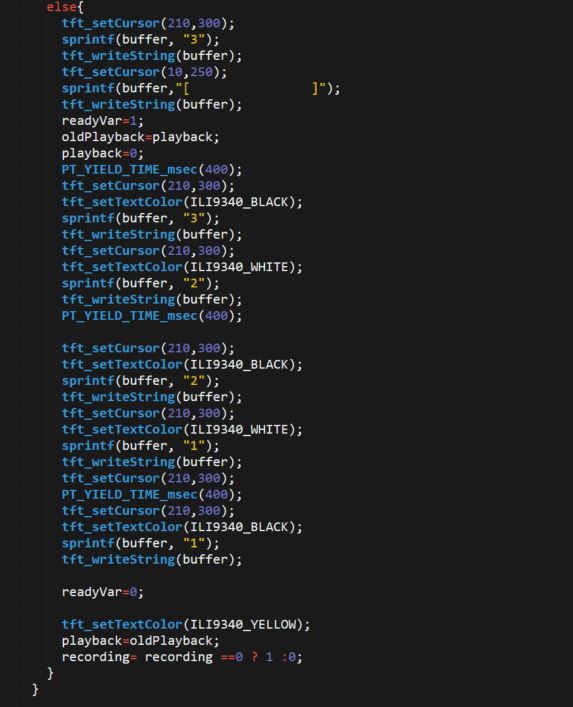 else{
tft_setCursor(210,300);
sprintf(buffer, "3");
tft_writeString(buffer);
tft_setCursor(10,250);
sprintf(buffer,"[                ]");
tft_writeString(buffer);
readyVar=1;
oldPlayback=playback;
playback=0;
PT_YIELD_TIME_msec(400);
tft_setCursor(210,300);
tft_setTextColor(ILI9340_BLACK);
sprintf(buffer, "3");
tft_writeString(buffer);
tft_setCursor(210,300);
tft_setTextColor(ILI9340_WHITE);
sprintf(buffer, "2");
tft_writeString(buffer);
PT_YIELD_TIME_msec(400);

tft_setCursor(210,300);
tft_setTextColor(ILI9340_BLACK);
sprintf(buffer, "2");
tft_writeString(buffer);
tft_setCursor(210,300);
tft_setTextColor(ILI9340_WHITE);
sprintf(buffer, "1");
tft_writeString(buffer);
tft_setCursor(210,300);
PT_YIELD_TIME_msec(400);
tft_setCursor(210,300);
tft_setTextColor(ILI9340_BLACK);
sprintf(buffer, "1");
tft_writeString(buffer);

readyVar=0;

tft_setTextColor(ILI9340_YELLOW);
playback=oldPlayback;
recording= recording ==0 ? 1 :0;
}
}